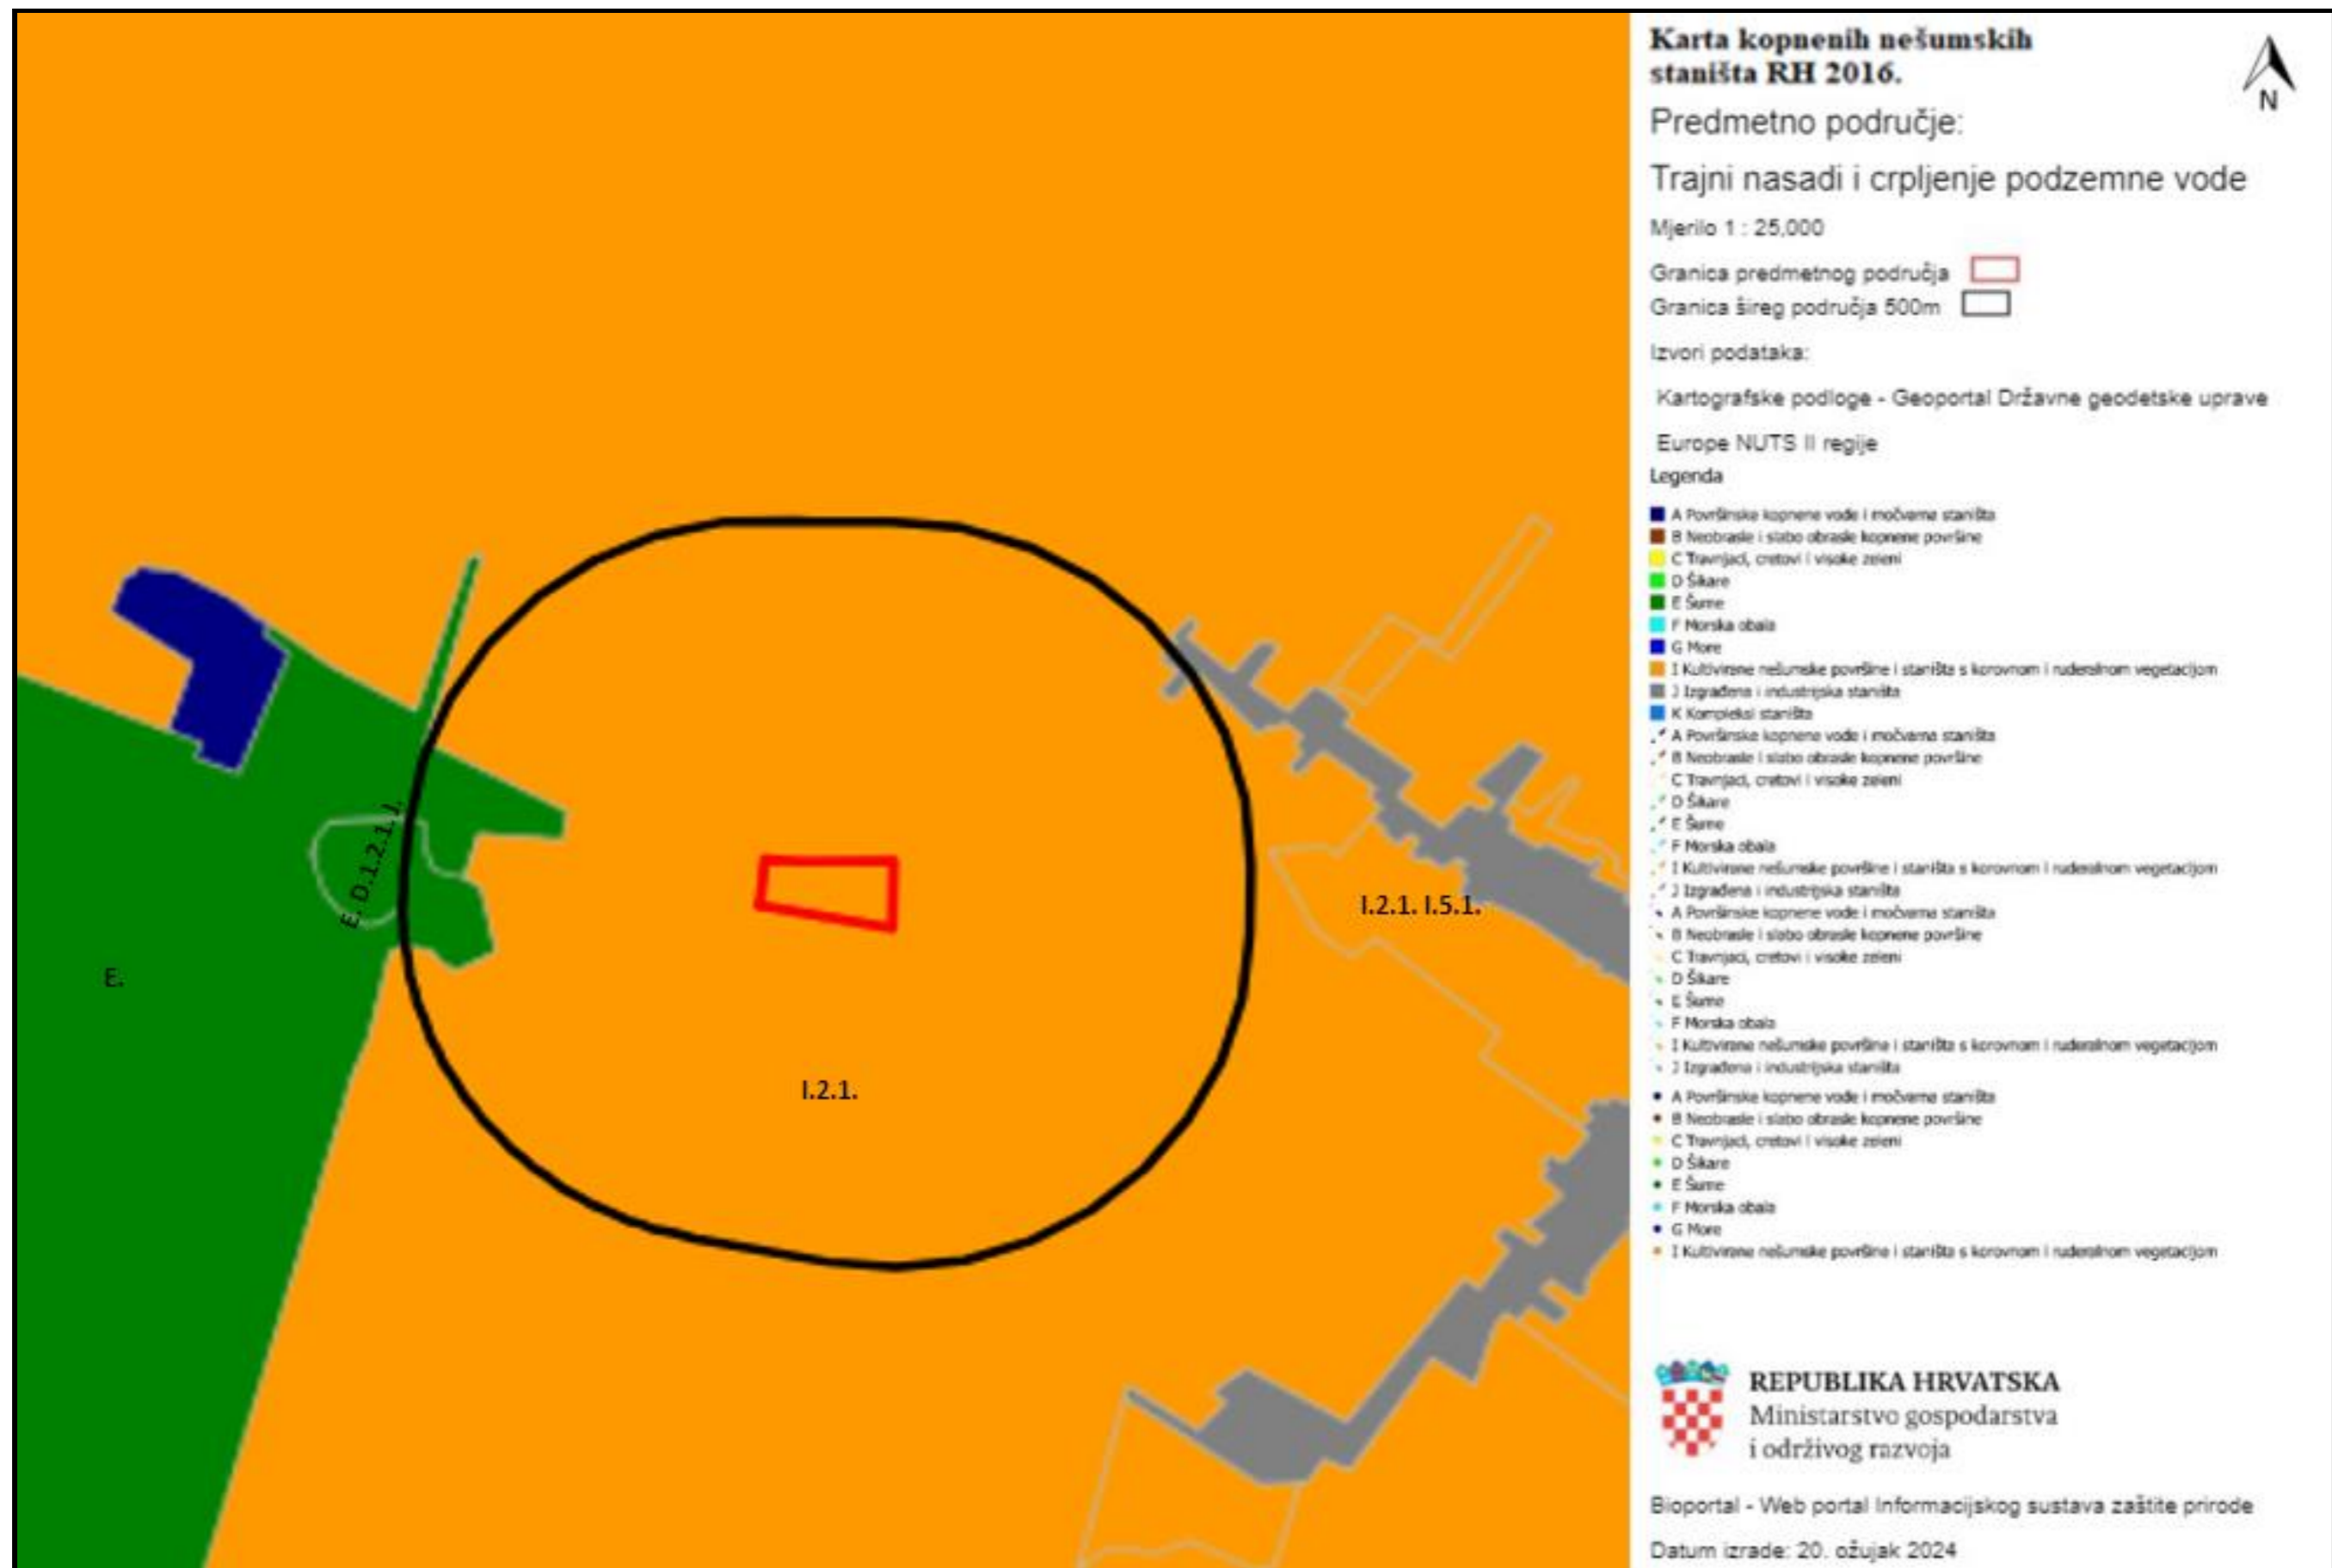 Karta kopnenih nešumskih
staništa RH 2016.
N
Predmetno područje:
Trajni nasadi i crpljenje podzemne vode
Mjerilo 1 : 25,000
Granica predmetnog područja
Granica šireg područja 500m
Izvori podataka:
Kartografske podloge - Geoportal Državne geodetske uprave
Europe NUTS II regije
Legenda
A Površinske kopnene vode i močvarna staništa
B Neobrasle i slabo obrasle kopnene površine
C Travnjaci, cretovi i visoke zeleni
D Šikare
E Šume
F Morska obala
G More
I Kultivirane nešumske površine i staništa s korovnom i ruderalnom vegetacijom
J Izgrađena i industrijska staništa
K Kompleksi staništa
A Površinske kopnene vode i močvarna staništa
B Neobrasle i slabo obrasle kopnene površine
C Travnjaci, cretovi i visoke zeleni
D Šikare
E Šume
F Morska obala
I Kultivirane nešumske površine i staništa s korovnom i ruderalnom vegetacijom
J Izgrađena i industrijska staništa
A Površinske kopnene vode i močvarna staništa
B Neobrasle i slabo obrasle kopnene površine
C Travnjaci, cretovi i visoke zeleni
D Šikare
E Šume
F Morska obala
I Kultivirane nešumske površine i staništa s korovnom i ruderalnom vegetacijom
J Izgrađena i industrijska staništa
A Površinske kopnene vode i močvarna staništa
B Neobrasle i slabo obrasle kopnene površine
C Travnjaci, cretovi i visoke zeleni
D Šikare
E Šume
F Morska obala
G More
I Kultivirane nešumske površine i staništa s korovnom i ruderalnom vegetacijom
REPUBLIKA HRVATSKA
Ministarstvo gospodarstva
i održivog razvoja
Bioportal - Web portal Informacijskog sustava zaštite prirode
Datum izrade: 20. ožujak 2024
E. D.1.2.1. J.
I.2.1. I.5.1.
E.
I.2.1.